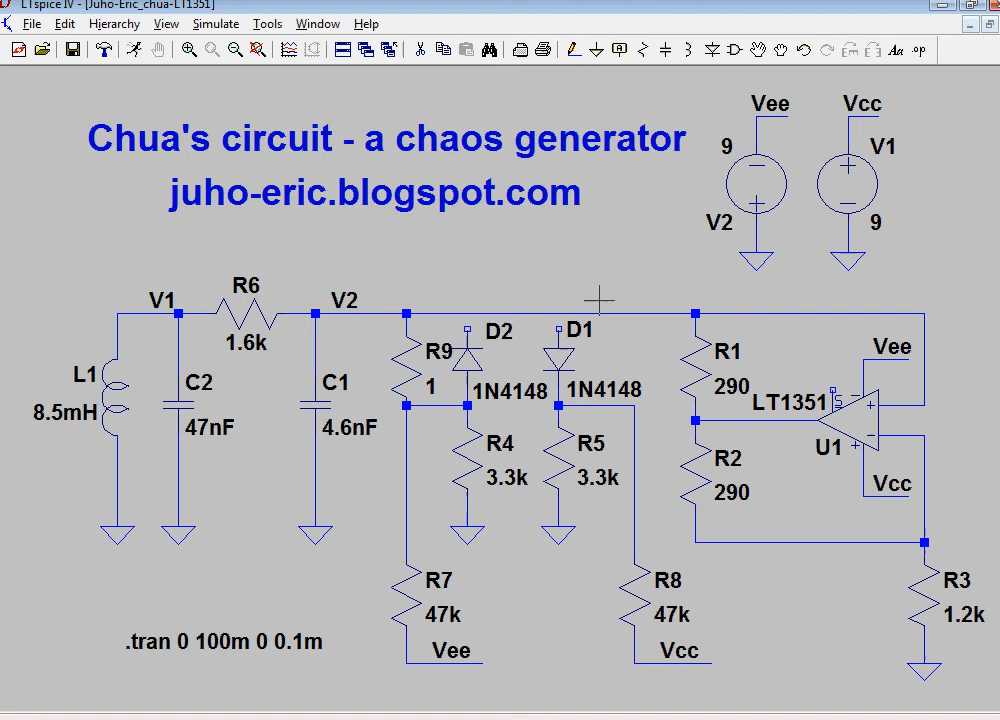 LTspice IV - [Juho-Eric_chua-LT1351]
File Edit Hierarchy View Simulate Tools Window Help
Aa .op
Vee Vcc
Chua's circuit - a chaos generator
9 V1
juho-eric.blogspot.com
V2 9
R6
V1 V2
1.6k
D2 D1
R9 R1 Vee
L1 C2 C1
1 1N4148 1N4148 290 LT1351
8.5mH 47nF 4.6nF
R4 R5 R2 U1
3.3k 3.3k 290 Vcc
R7 R8 R3
47k 47k 1.2k
.tran 0 100m 0 0.1m
Vee Vcc